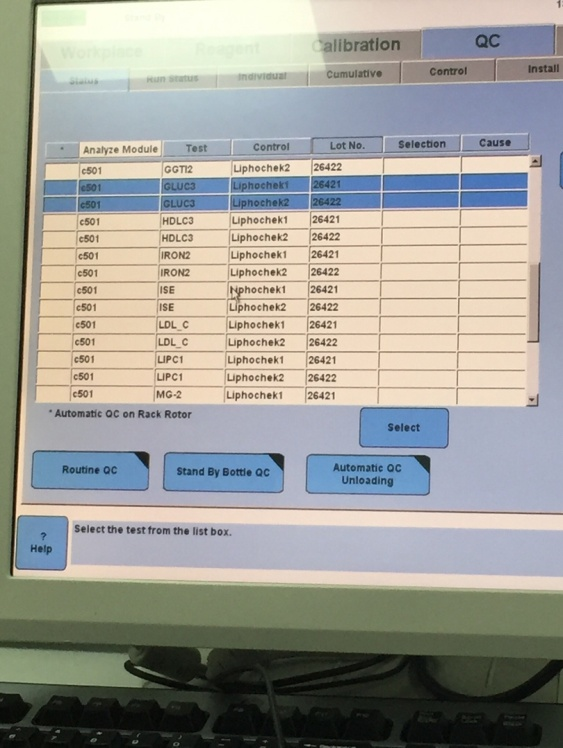 Workplace Reagent Calibration QC
Status Run Status Individual Cumulative Control Install
* Analyze Module Test Control Lot No. Selection Cause
c501 GGTI2 Liphochek2 26422
c501 GLUC3 Liphochek1 26421
c501 GLUC3 Liphochek2 26422
c501 HDLC3 Liphochek1 26421
c501 HDLC3 Liphochek2 26422
c501 IRON2 Liphochek1 26421
c501 IRON2 Liphochek2 26422
c501 ISE Liphochek1 26421
c501 ISE Liphochek2 26422
c501 LDL_C Liphochek1 26421
c501 LDL_C Liphochek2 26422
c501 LIPC1 Liphochek1 26421
c501 LIPC1 Liphochek2 26422
c501 MG-2 Liphochek1 26421
* Automatic QC on Rack Rotor
Select
Routine QC Stand By Bottle QC Automatic QC
Unloading
?
Help
Select the test from the list box.